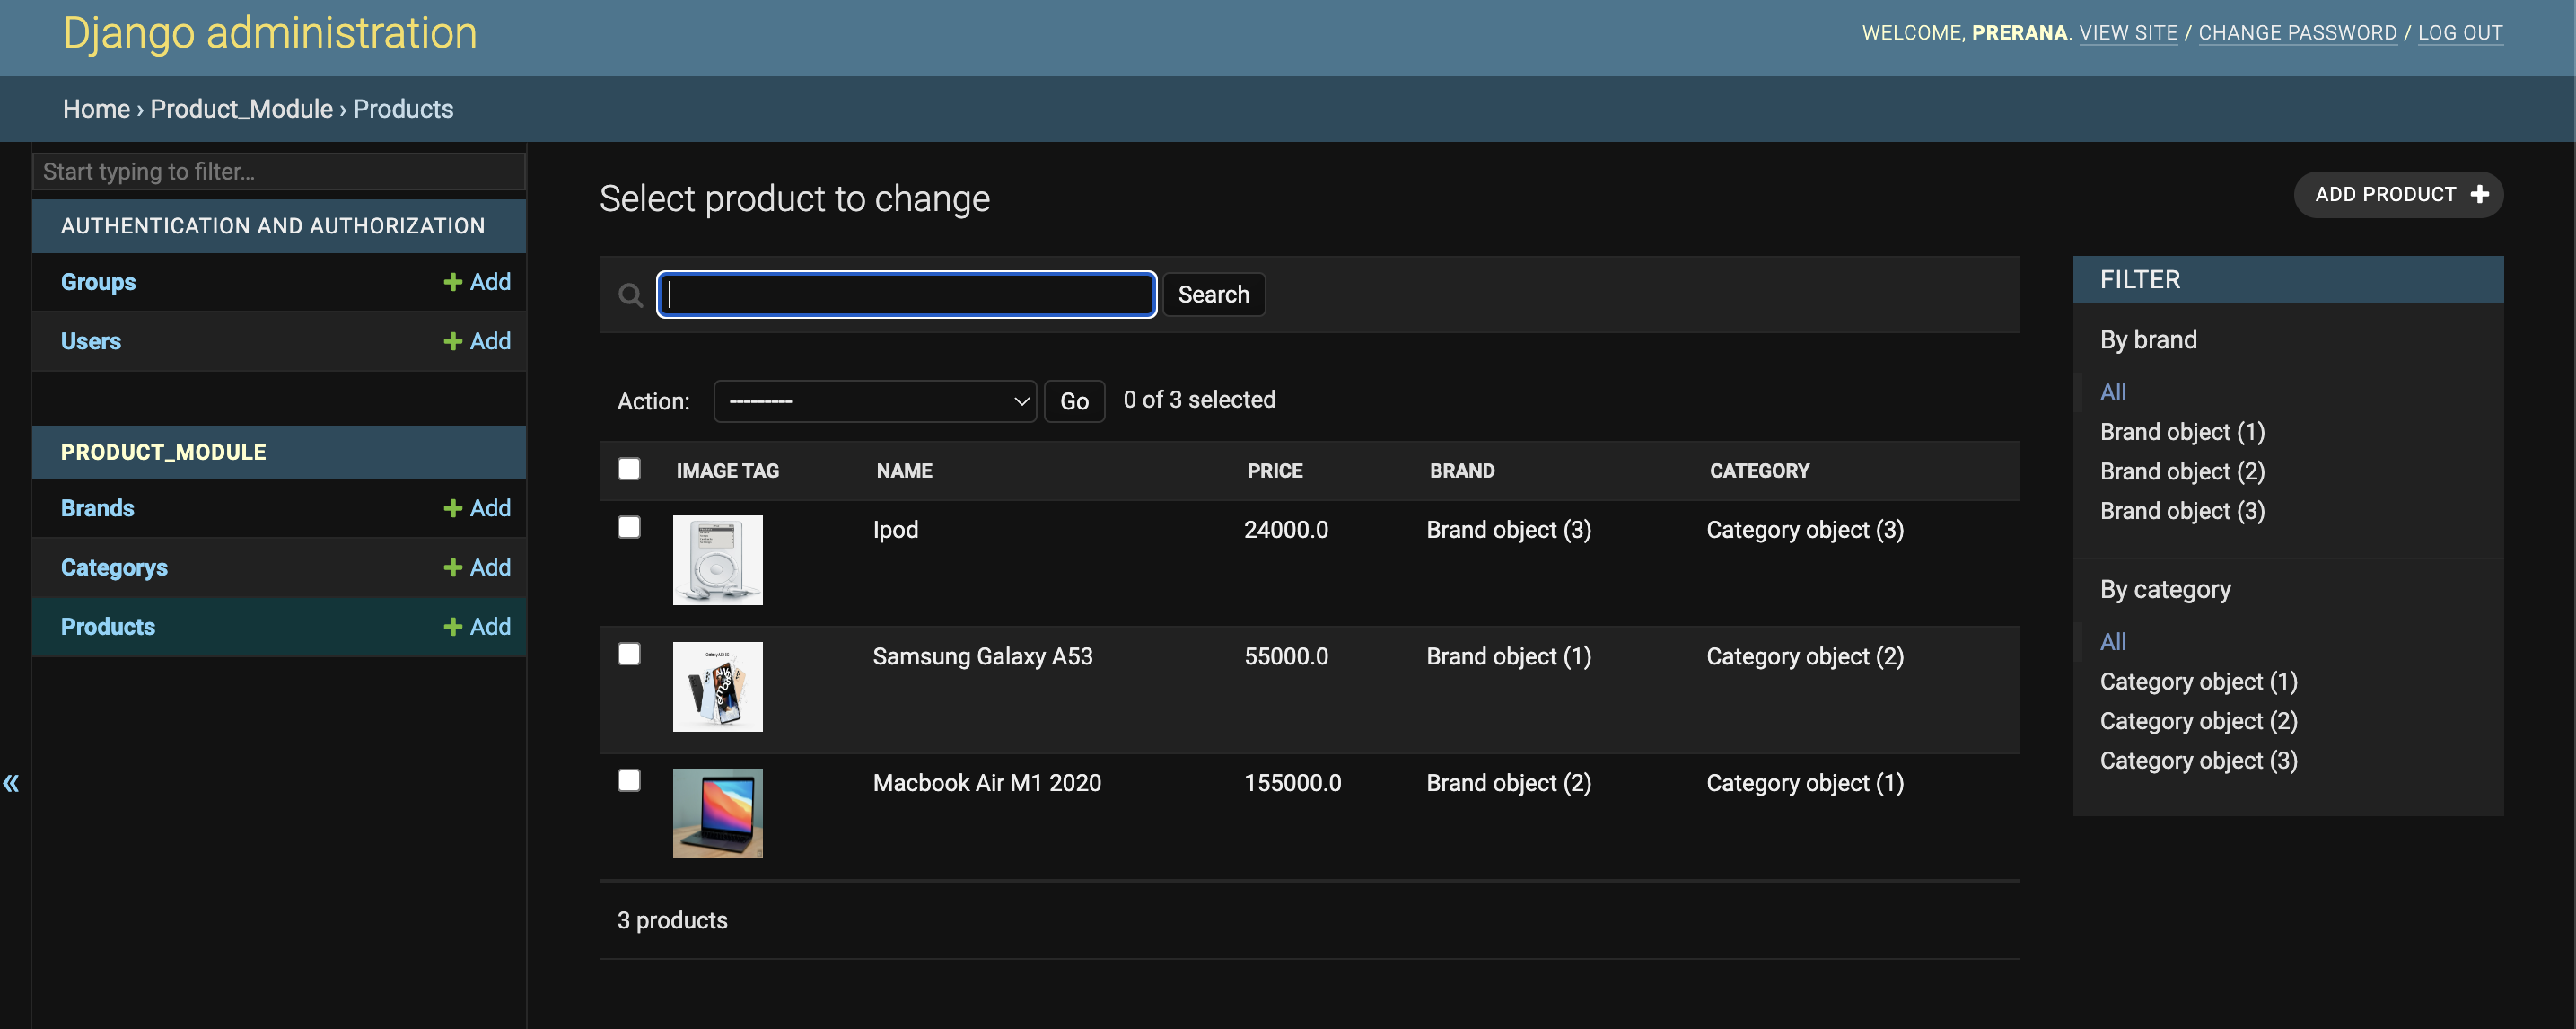 Django administration
WELCOME, PRERANA. VIEW SITE / CHANGE PASSWORD / LOG OUT
Home › Product_Module › Products
Start typing to filter...
AUTHENTICATION AND AUTHORIZATION
Groups + Add
Users + Add
PRODUCT_MODULE
Brands + Add
Categorys + Add
Products + Add
«
Select product to change
ADD PRODUCT +
Search
Action: --------- Go 0 of 3 selected
IMAGE TAG NAME PRICE BRAND CATEGORY
Ipod 24000.0 Brand object (3) Category object (3)
Samsung Galaxy A53 55000.0 Brand object (1) Category object (2)
Macbook Air M1 2020 155000.0 Brand object (2) Category object (1)
3 products
FILTER
By brand
All
Brand object (1)
Brand object (2)
Brand object (3)
By category
All
Category object (1)
Category object (2)
Category object (3)